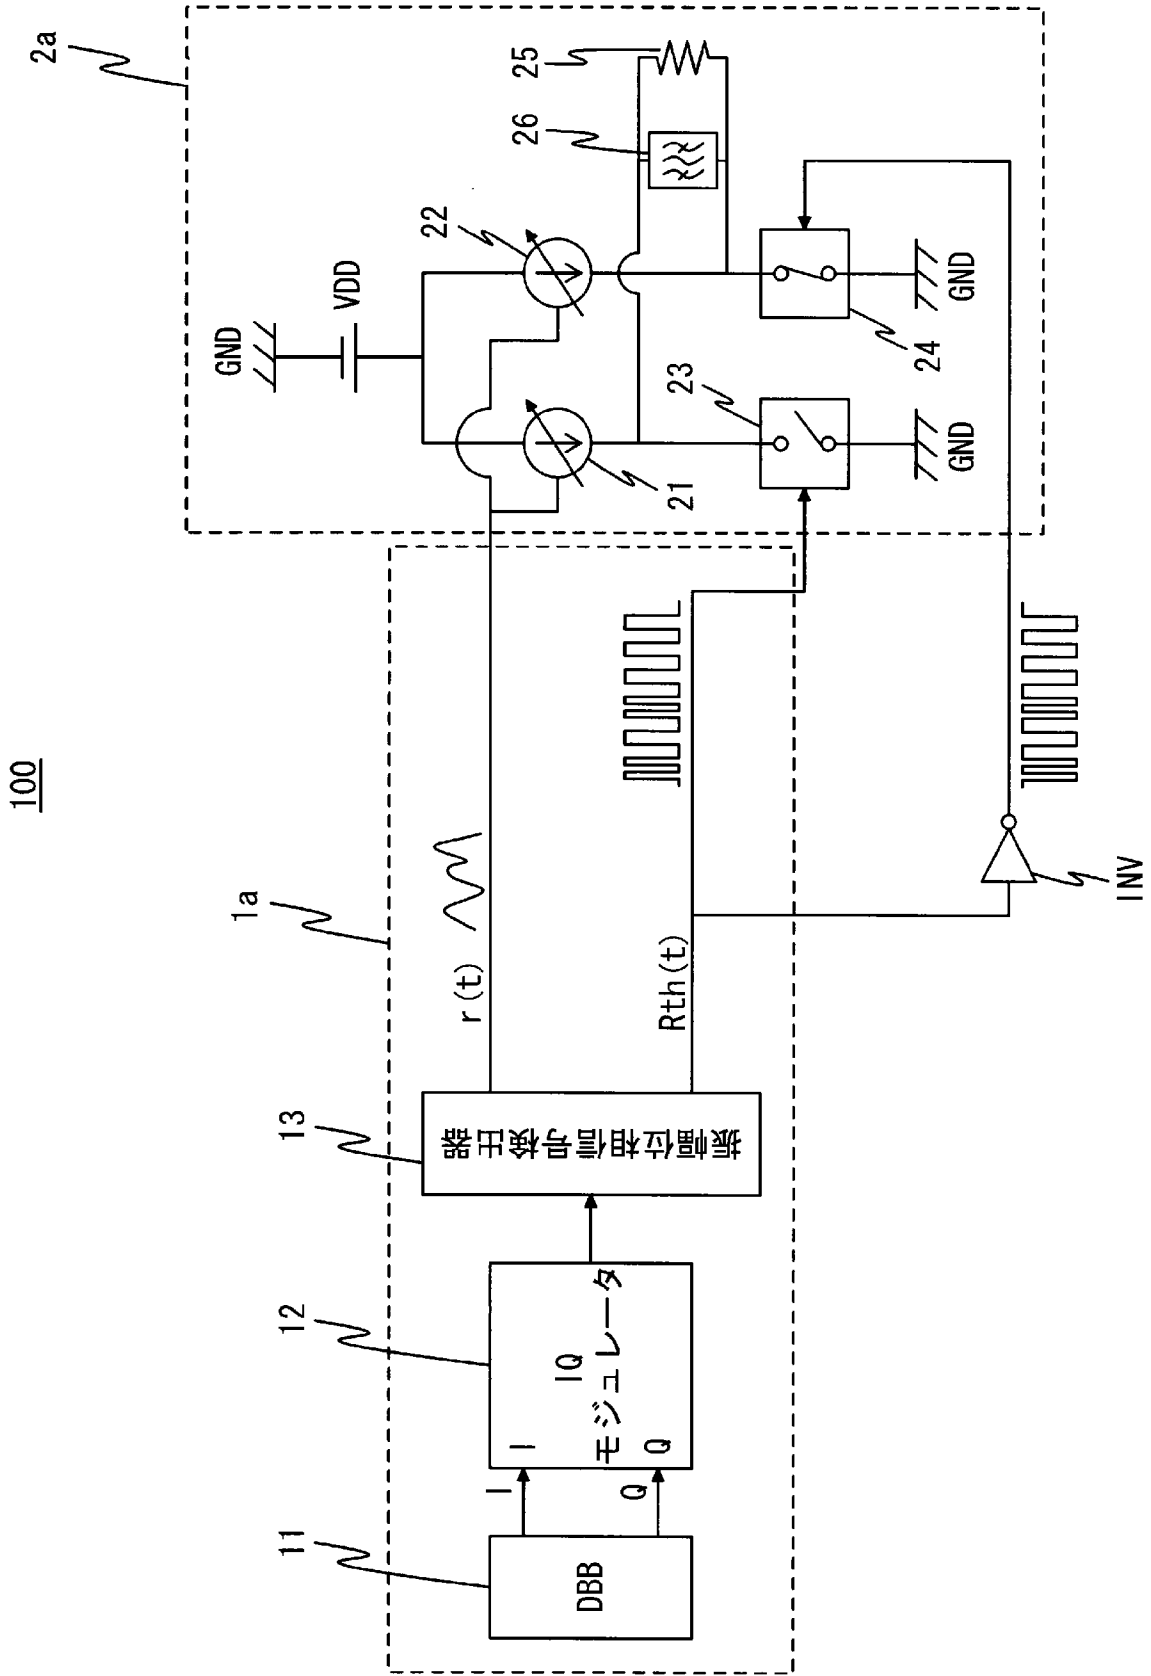 100
1a
2a
11
DBB
I
Q
12
I
IQ
モジュレータ
Q
13
振幅位相信号検出器
r(t)
Rth(t)
INV
GND
VDD
21
22
23
24
25
26
GND
GND